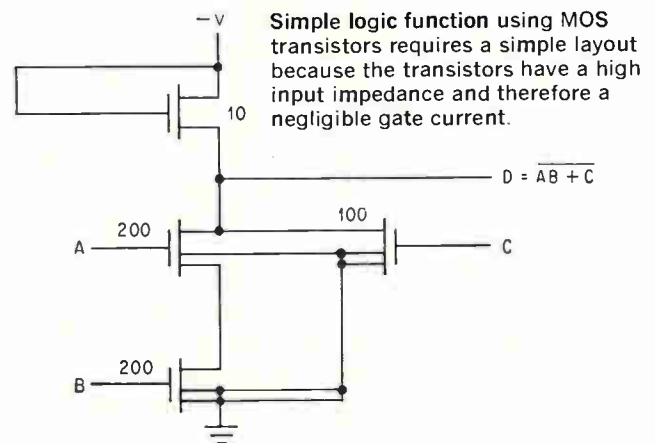 −V
Simple logic function using MOS
transistors requires a simple layout
because the transistors have a high
input impedance and therefore a
negligible gate current.
10
D = \overline{AB + C}
200
100
A
C
200
B